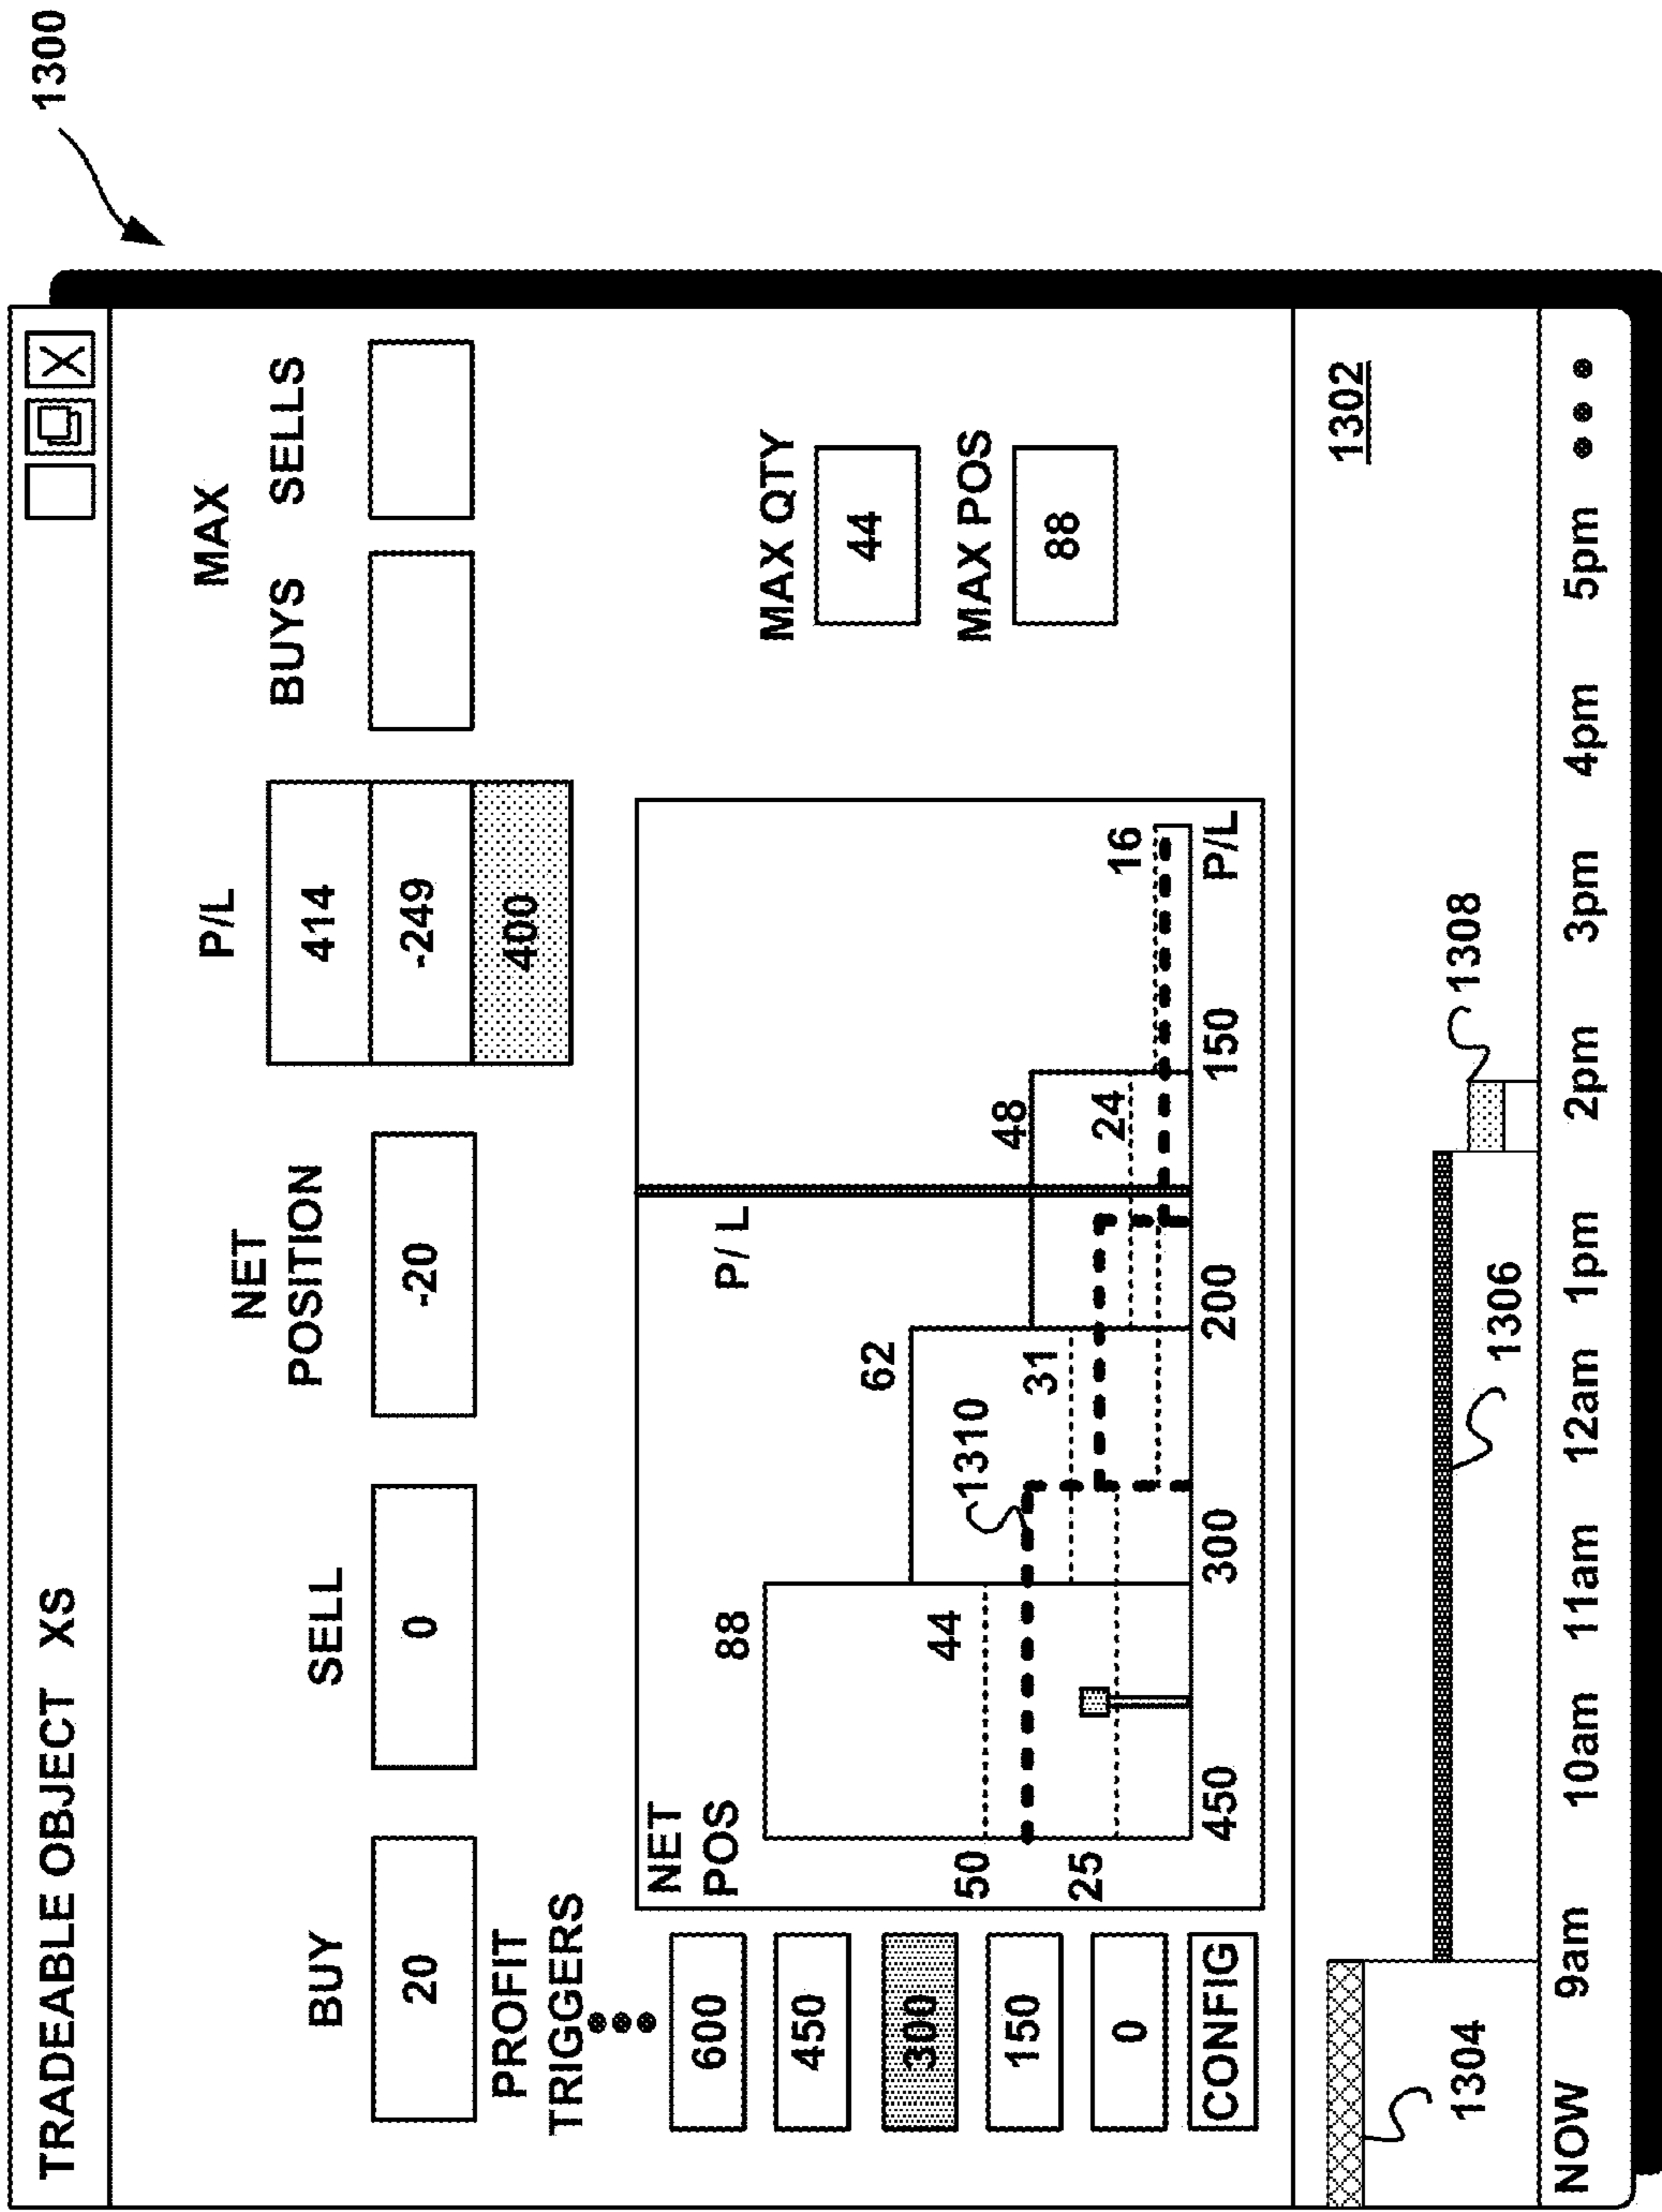 1300
TRADEABLE OBJECT XS
X
BUY
20
SELL
0
NET
POSITION
-20
P/L
414
-249
400
MAX
BUYS
SELLS
PROFIT
TRIGGERS
600
450
300
150
0
CONFIG
NET
POS
50
25
88
44
62
31
1310
P/L
48
24
16
450
300
200
150
P/L
MAX QTY
44
MAX POS
88
1302
1304
1306
1308
NOW 9am 10am 11am 12am 1pm 2pm 3pm 4pm 5pm